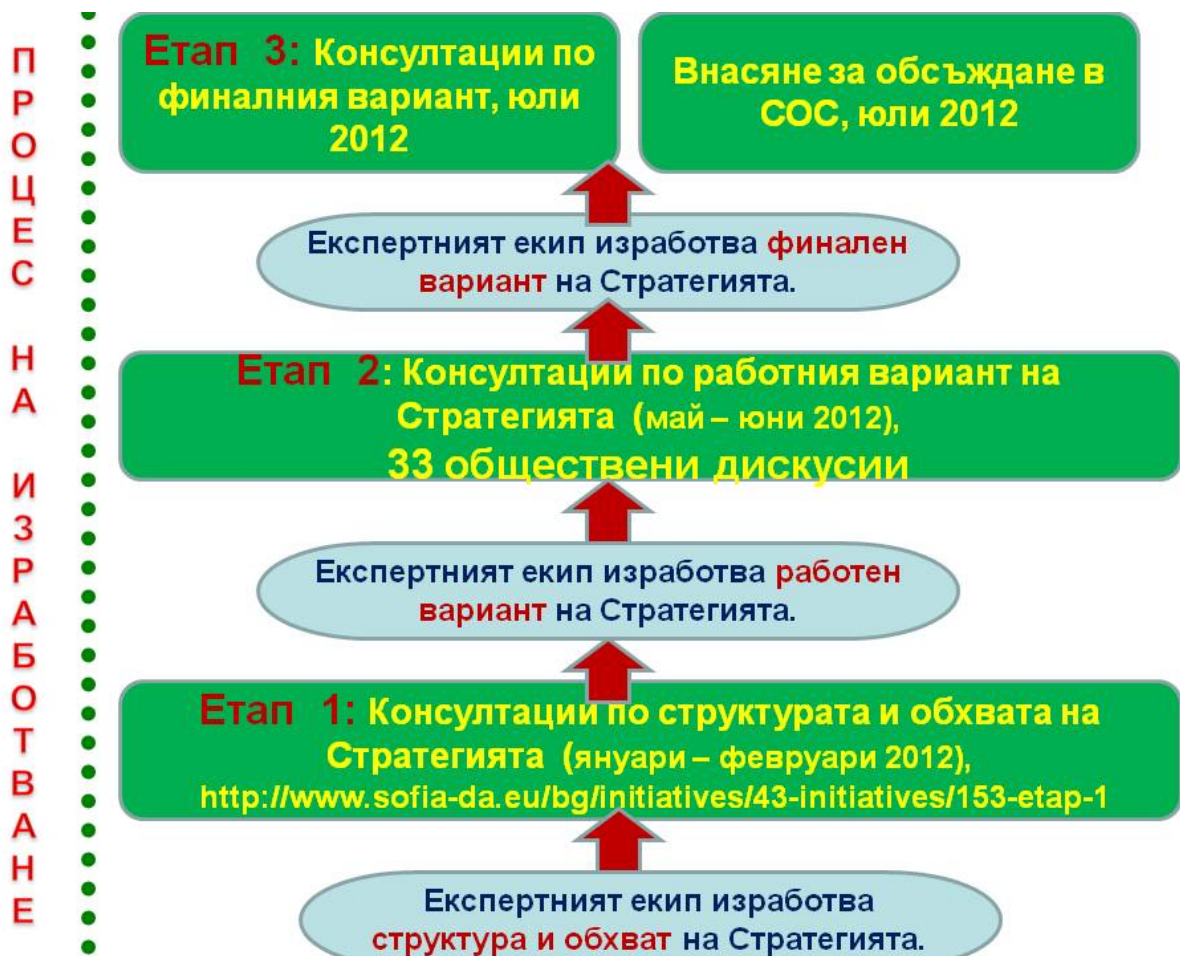 ПРОЦЕС НА ИЗРАБОТВАНЕ
Етап 3: Консултации по
финалния вариант, юли
2012
Внасяне за обсъждане в
СОС, юли 2012
Експертният екип изработва финален
вариант на Стратегията.
Етап 2: Консултации по работния вариант на
Стратегията (май – юни 2012),
33 обществени дискусии
Експертният екип изработва работен
вариант на Стратегията.
Етап 1: Консултации по структурата и обхвата на
Стратегията (януари – февруари 2012),
http://www.sofia-da.eu/bg/initiatives/43-initiatives/153-etap-1
Експертният екип изработва
структура и обхват на Стратегията.